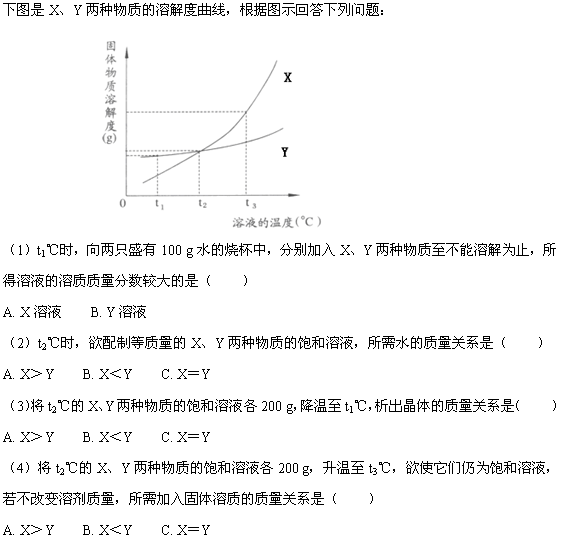 下图是 X、Y 两种物质的溶解度曲线，根据图示回答下列问题：
固体物质溶解度(g)
X
Y
0
t₁
t₂
t₃
溶液的温度(℃)
（1）t₁℃时，向两只盛有 100 g 水的烧杯中，分别加入 X、Y 两种物质至不能溶解为止，所
得溶液的溶质质量分数较大的是（　　）
A. X 溶液　　B. Y 溶液
（2）t₂℃时，欲配制等质量的 X、Y 两种物质的饱和溶液，所需水的质量关系是（　　）
A. X＞Y　　B. X＜Y　　C. X＝Y
（3）将 t₂℃的 X、Y 两种物质的饱和溶液各 200 g，降温至 t₁℃，析出晶体的质量关系是（　　）
A. X＞Y　　B. X＜Y　　C. X＝Y
（4）将 t₂℃的 X、Y 两种物质的饱和溶液各 200 g，升温至 t₃℃，欲使它们仍为饱和溶液，
若不改变溶剂质量，所需加入固体溶质的质量关系是（　　）
A. X＞Y　　B. X＜Y　　C. X＝Y